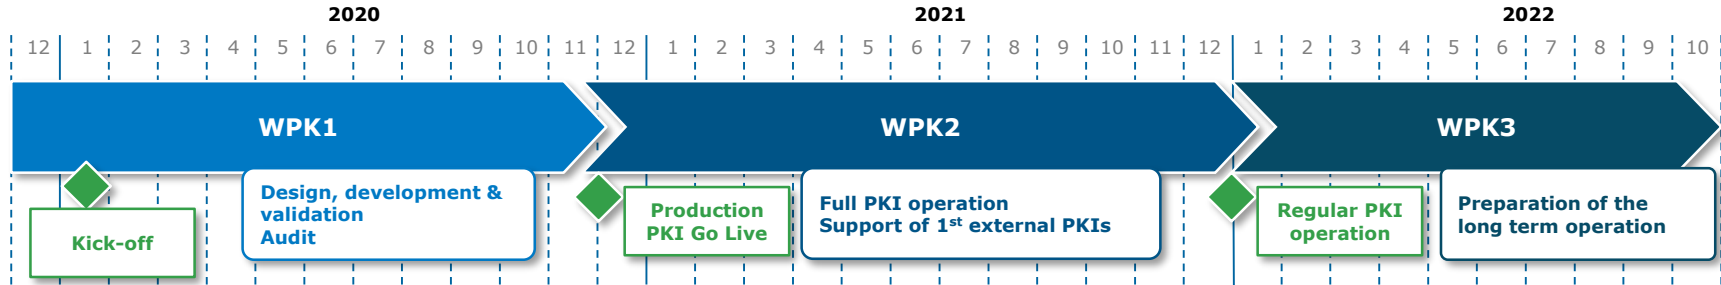 2020 2021 2022
12 1 2 3 4 5 6 7 8 9 10 11 12 1 2 3 4 5 6 7 8 9 10 11 12 1 2 3 4 5 6 7 8 9 10
WPK1 WPK2 WPK3
Kick-off
Design, development &
validation
Audit
Production
PKI Go Live
Full PKI operation
Support of 1st external PKIs
Regular PKI
operation
Preparation of the
long term operation